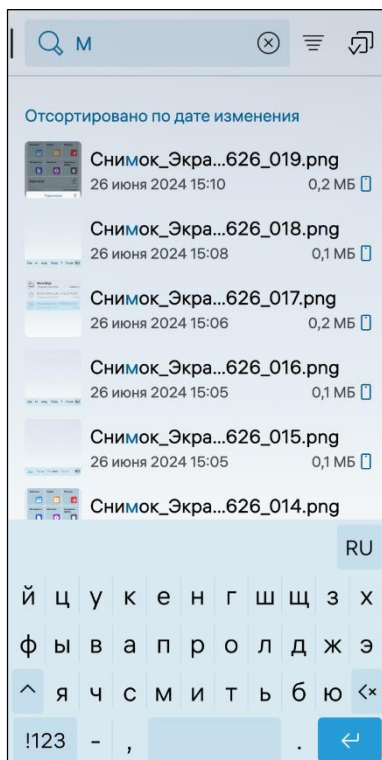 М
Отсортировано по дате изменения
Снимок_Экра...626_019.png
26 июня 2024 15:10 0,2 МБ
Снимок_Экра...626_018.png
26 июня 2024 15:08 0,1 МБ
Снимок_Экра...626_017.png
26 июня 2024 15:06 0,2 МБ
Снимок_Экра...626_016.png
26 июня 2024 15:05 0,1 МБ
Снимок_Экра...626_015.png
26 июня 2024 15:05 0,1 МБ
Снимок_Экра...626_014.png
RU
й ц у к е н г ш щ з х
ф ы в а п р о л д ж э
я ч с м и т ь б ю
!123 - , .